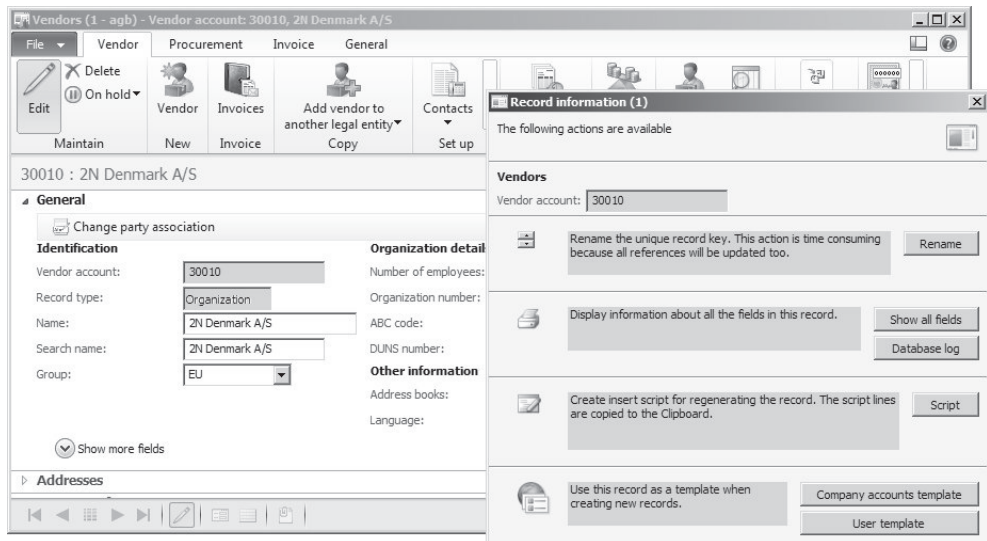 Vendors (1 - agb) - Vendor account: 30010, 2N Denmark A/S
File Vendor Procurement Invoice General
Edit
Delete
On hold
Maintain
Vendor
New
Invoices
Invoice
Add vendor to
another legal entity
Copy
Contacts
Set up
30010 : 2N Denmark A/S
General
Change party association
Identification
Vendor account: 30010
Record type: Organization
Name: 2N Denmark A/S
Search name: 2N Denmark A/S
Group: EU
Show more fields
Organization detail
Number of employees:
Organization number:
ABC code:
DUNS number:
Other information
Address books:
Language:
Addresses
Record information (1)
The following actions are available
Vendors
Vendor account: 30010
Rename the unique record key. This action is time consuming
because all references will be updated too.
Rename
Display information about all the fields in this record.
Show all fields
Database log
Create insert script for regenerating the record. The script lines
are copied to the Clipboard.
Script
Use this record as a template when
creating new records.
Company accounts template
User template